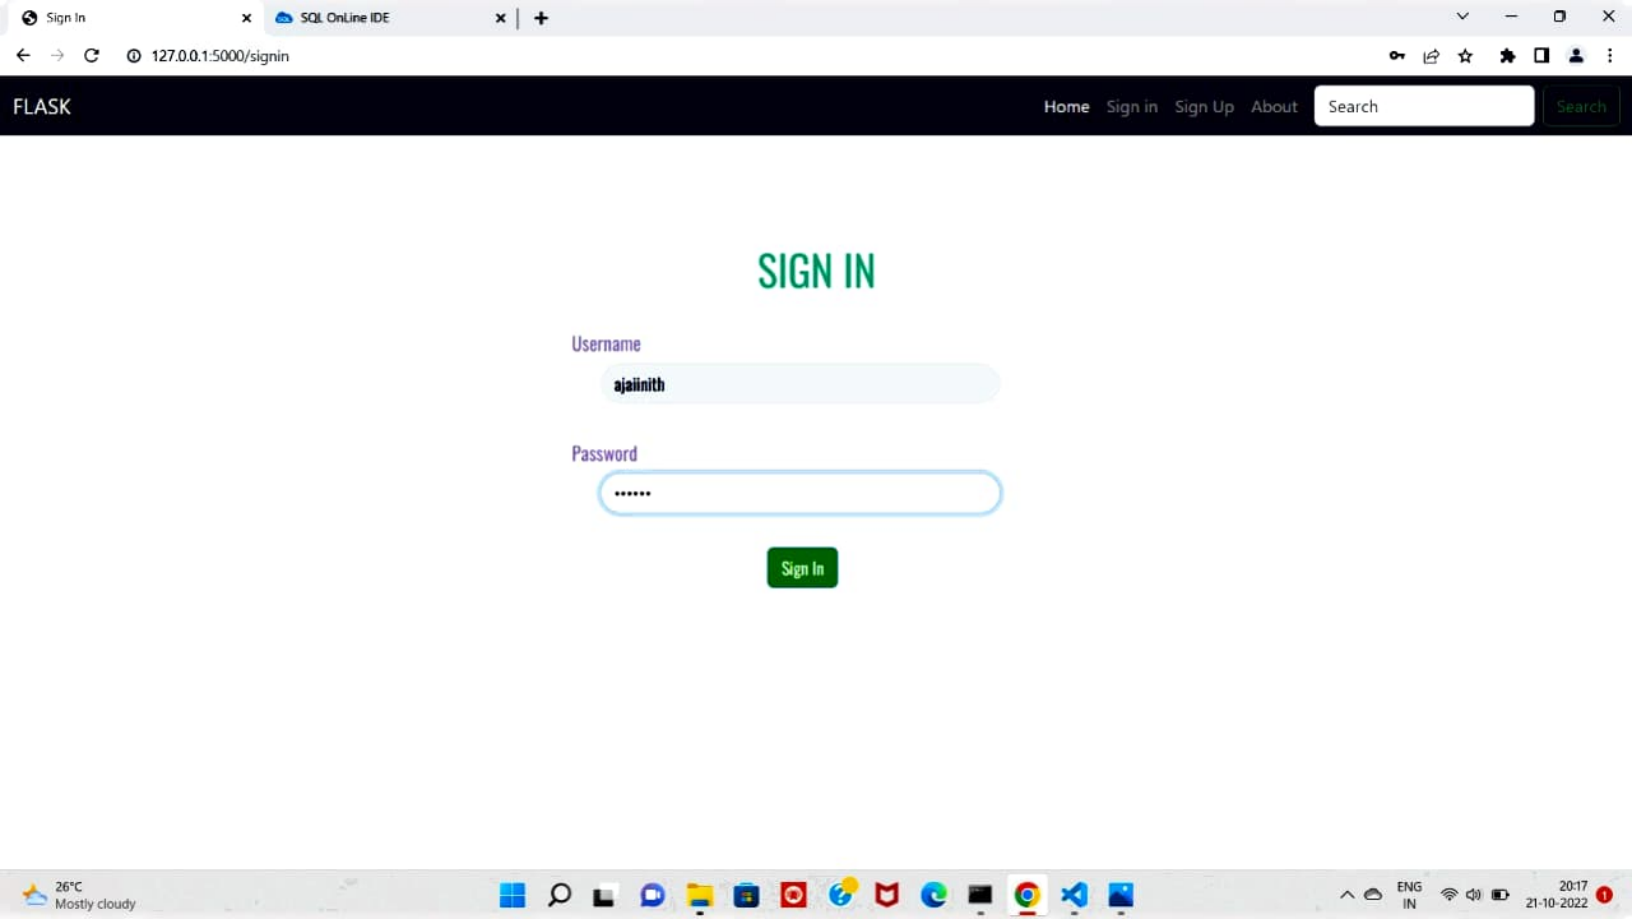 Sign In
SQL OnLine IDE
127.0.0.1:5000/signin
FLASK
Home Sign in Sign Up About Search Search
SIGN IN
Username
ajaiinith
Password
••••••
Sign In
26°C
Mostly cloudy
ENG
IN
20:17
21-10-2022
1